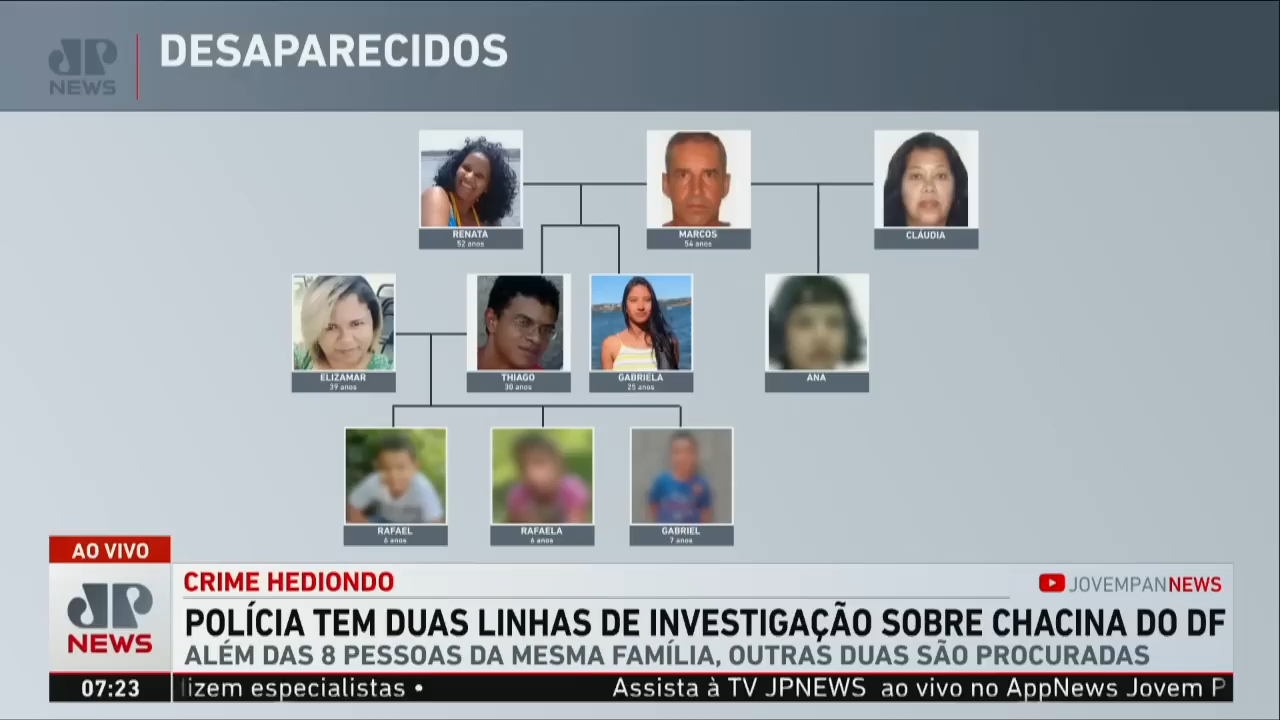 JP NEWS
DESAPARECIDOS
RENATA
52 anos
MARCOS
54 anos
CLÁUDIA
ELIZAMAR
39 anos
THIAGO
30 anos
GABRIELA
25 anos
ANA
RAFAEL
6 anos
RAFAELA
6 anos
GABRIEL
7 anos
AO VIVO
JP NEWS
CRIME HEDIONDO
JOVEMPANNEWS
POLÍCIA TEM DUAS LINHAS DE INVESTIGAÇÃO SOBRE CHACINA DO DF
ALÉM DAS 8 PESSOAS DA MESMA FAMÍLIA, OUTRAS DUAS SÃO PROCURADAS
07:23 lizem especialistas • Assista à TV JPNEWS ao vivo no AppNews Jovem P